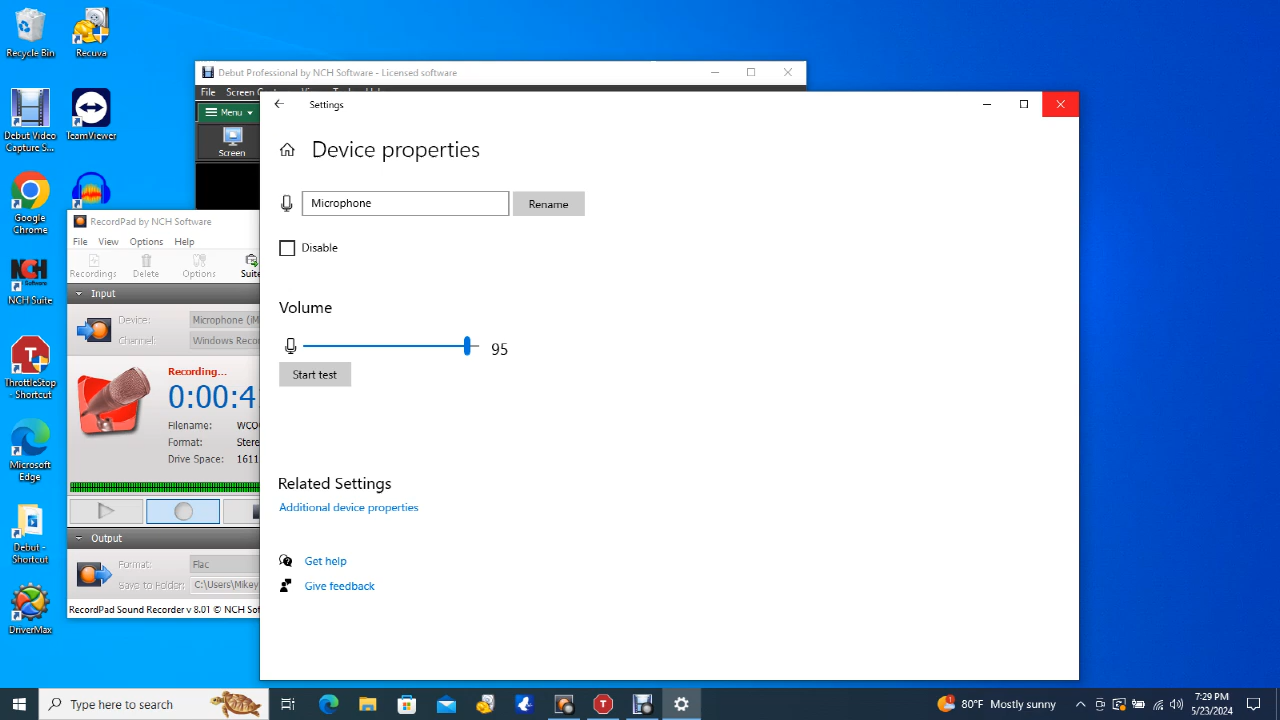 Recycle Bin
Recuva
Debut Video
Capture S...
TeamViewer
Google
Chrome
NCH
Software
NCH Suite
ThrottleStop
- Shortcut
Microsoft
Edge
Debut -
Shortcut
DriverMax
Debut Professional by NCH Software - Licensed software
File
Menu
Screen
RecordPad by NCH Software
File View Options Help
Recordings Delete Options Suite
Input
Device: Microphone (iM
Channel: Windows Reco
Recording...
0:00:4
Filename: WCO
Format: Stere
Drive Space: 1611
Output
Format: Flac
Save to Folder: C:\Users\Mikey
RecordPad Sound Recorder v 8.01 © NCH Sof
Settings
Device properties
Microphone
Rename
Disable
Volume
95
Start test
Related Settings
Additional device properties
Get help
Give feedback
Type here to search
80°F Mostly sunny
7:29 PM
5/23/2024